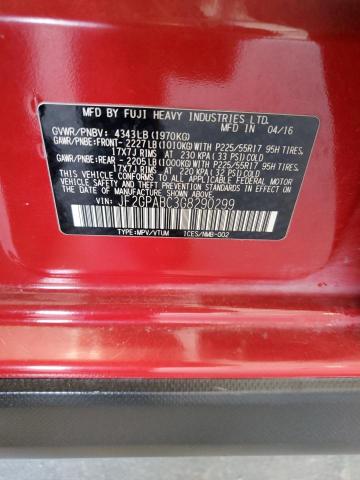 MFD BY FUJI HEAVY INDUSTRIES LTD.
MFD IN 04/16
GVWR/PNBV: 4343LB (1970KG)
GAWR/PNBE:FRONT- 2227LB(1010KG)WITH P225/55R17 95H TIRES,
17X7J RIMS AT 230 KPA (33 PSI)COLD
GAWR/PNBE:REAR - 2205LB(1000KG)WITH P225/55R17 95H TIRES,
17X7J RIMS AT 220 KPA (32 PSI)COLD
THIS VEHICLE CONFORMS TO ALL APPLICABLE
FEDERAL MOTOR VEHICLE SAFETY, BUMPER, AND
THEFT PREVENTION STANDARDS IN EFFECT ON
THE DATE OF MANUFACTURE SHOWN ABOVE.
VIN: JF2GPABC3G8290299
TYPE:MPV/VTUM ICES/NMB-002